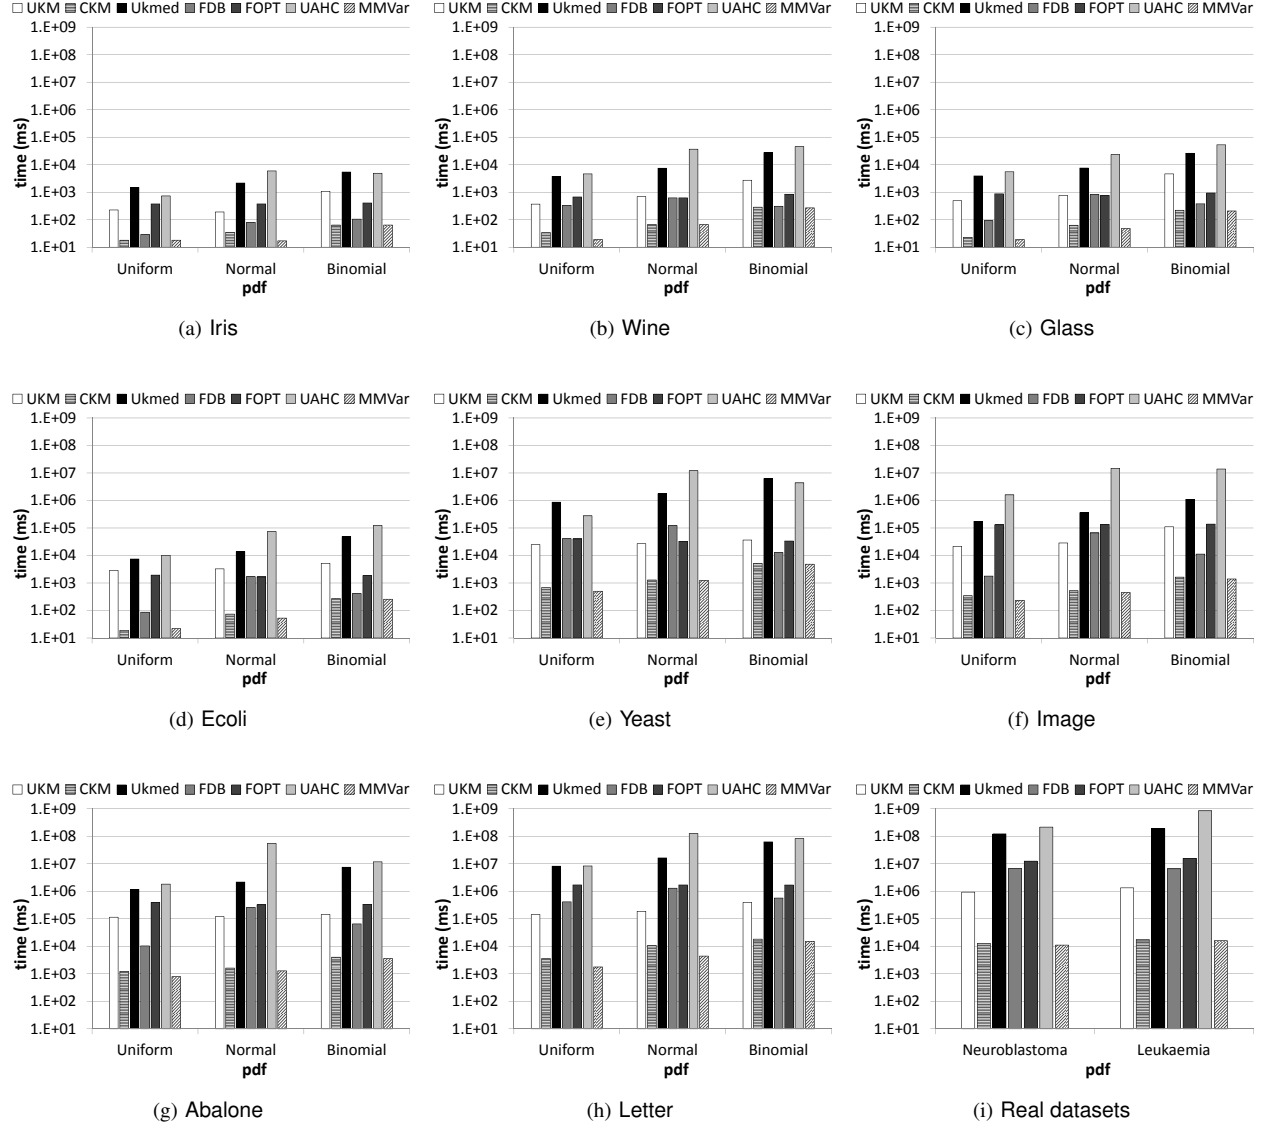 UKM CKM Ukmed FDB FOPT UAHC MMVar
1.E+09
1.E+08
1.E+07
1.E+06
1.E+05
1.E+04
1.E+03
1.E+02
1.E+01
time (ms)
Uniform Normal Binomial
pdf
(a) Iris
UKM CKM Ukmed FDB FOPT UAHC MMVar
1.E+09
1.E+08
1.E+07
1.E+06
1.E+05
1.E+04
1.E+03
1.E+02
1.E+01
time (ms)
Uniform Normal Binomial
pdf
(b) Wine
UKM CKM Ukmed FDB FOPT UAHC MMVar
1.E+09
1.E+08
1.E+07
1.E+06
1.E+05
1.E+04
1.E+03
1.E+02
1.E+01
time (ms)
Uniform Normal Binomial
pdf
(c) Glass
UKM CKM Ukmed FDB FOPT UAHC MMVar
1.E+09
1.E+08
1.E+07
1.E+06
1.E+05
1.E+04
1.E+03
1.E+02
1.E+01
time (ms)
Uniform Normal Binomial
pdf
(d) Ecoli
UKM CKM Ukmed FDB FOPT UAHC MMVar
1.E+09
1.E+08
1.E+07
1.E+06
1.E+05
1.E+04
1.E+03
1.E+02
1.E+01
time (ms)
Uniform Normal Binomial
pdf
(e) Yeast
UKM CKM Ukmed FDB FOPT UAHC MMVar
1.E+09
1.E+08
1.E+07
1.E+06
1.E+05
1.E+04
1.E+03
1.E+02
1.E+01
time (ms)
Uniform Normal Binomial
pdf
(f) Image
UKM CKM Ukmed FDB FOPT UAHC MMVar
1.E+09
1.E+08
1.E+07
1.E+06
1.E+05
1.E+04
1.E+03
1.E+02
1.E+01
time (ms)
Uniform Normal Binomial
pdf
(g) Abalone
UKM CKM Ukmed FDB FOPT UAHC MMVar
1.E+09
1.E+08
1.E+07
1.E+06
1.E+05
1.E+04
1.E+03
1.E+02
1.E+01
time (ms)
Uniform Normal Binomial
pdf
(h) Letter
UKM CKM Ukmed FDB FOPT UAHC MMVar
1.E+09
1.E+08
1.E+07
1.E+06
1.E+05
1.E+04
1.E+03
1.E+02
1.E+01
time (ms)
Neuroblastoma Leukaemia
pdf
(i) Real datasets